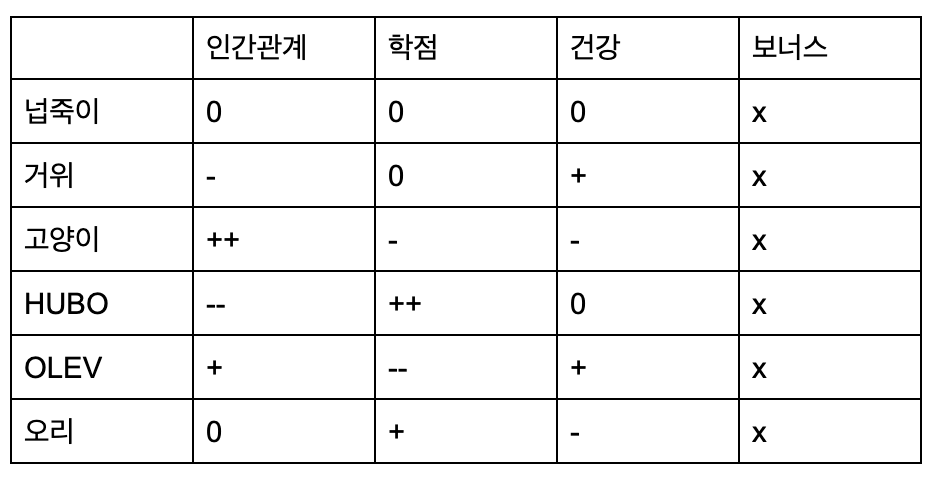 인간관계 학점 건강 보너스
넙죽이 0 0 0 x
거위 - 0 + x
고양이 ++ - - x
HUBO -- ++ 0 x
OLEV + -- + x
오리 0 + - x